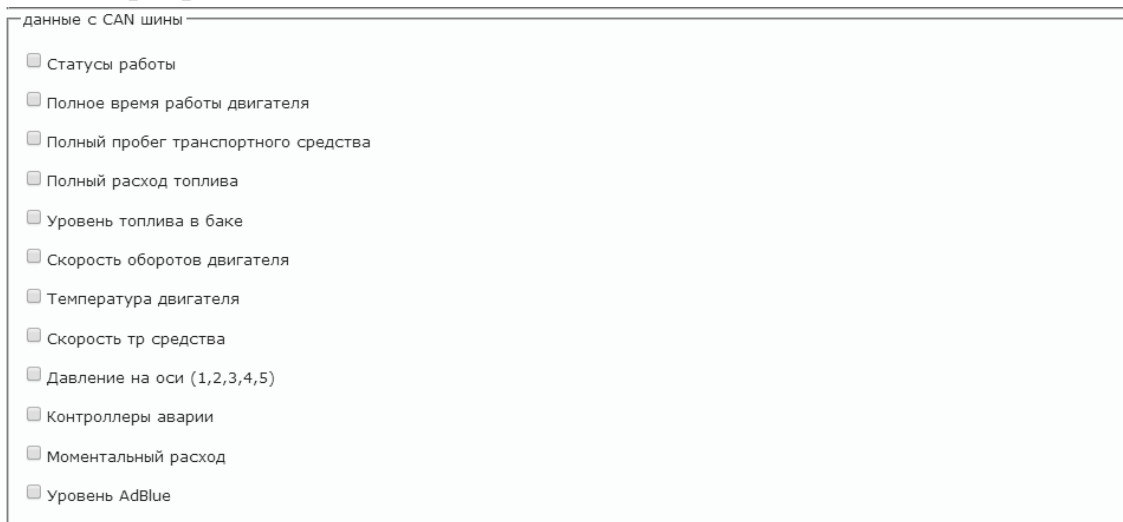 данные с CAN шины
Статусы работы
Полное время работы двигателя
Полный пробег транспортного средства
Полный расход топлива
Уровень топлива в баке
Скорость оборотов двигателя
Температура двигателя
Скорость тр средства
Давление на оси (1,2,3,4,5)
Контроллеры аварии
Моментальный расход
Уровень AdBlue